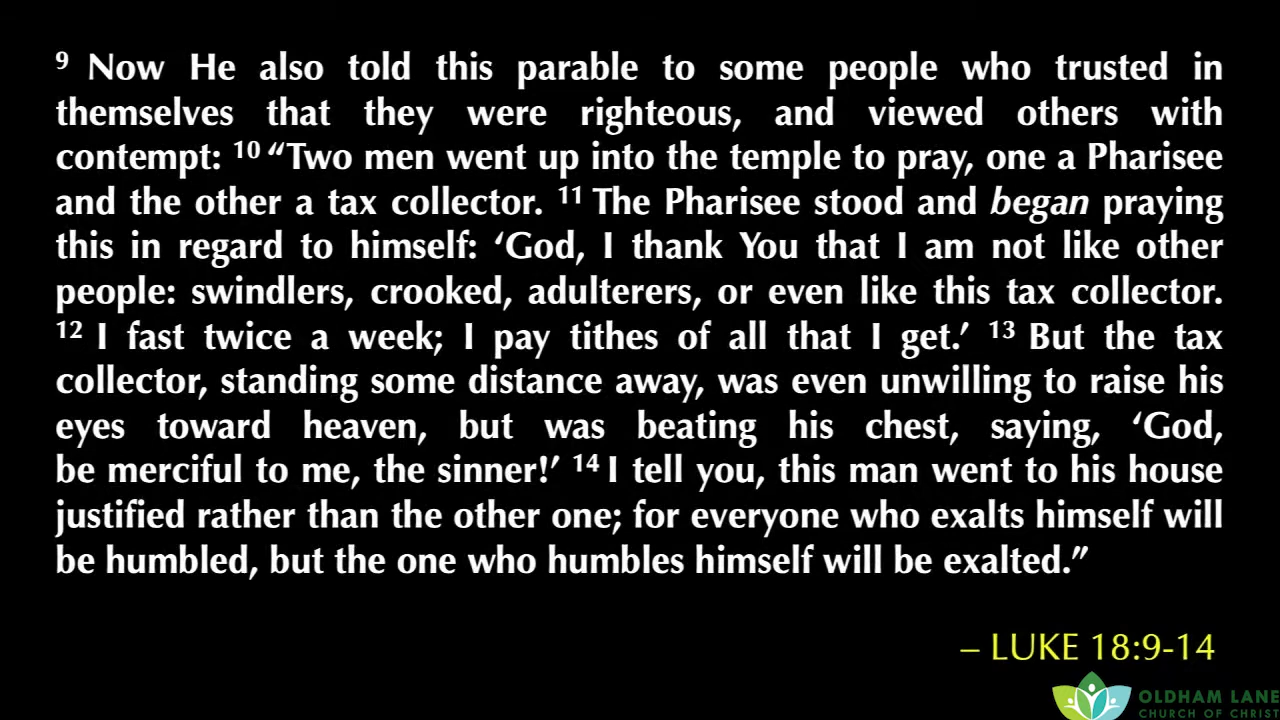 ⁹ Now He also told this parable to some people who trusted in
themselves that they were righteous, and viewed others with
contempt: ¹⁰ “Two men went up into the temple to pray, one a Pharisee
and the other a tax collector. ¹¹ The Pharisee stood and began praying
this in regard to himself: ‘God, I thank You that I am not like other
people: swindlers, crooked, adulterers, or even like this tax collector.
¹² I fast twice a week; I pay tithes of all that I get.’ ¹³ But the tax
collector, standing some distance away, was even unwilling to raise his
eyes toward heaven, but was beating his chest, saying, ‘God,
be merciful to me, the sinner!’ ¹⁴ I tell you, this man went to his house
justified rather than the other one; for everyone who exalts himself will
be humbled, but the one who humbles himself will be exalted.”
– LUKE 18:9-14
OLDHAM LANE
CHURCH OF CHRIST